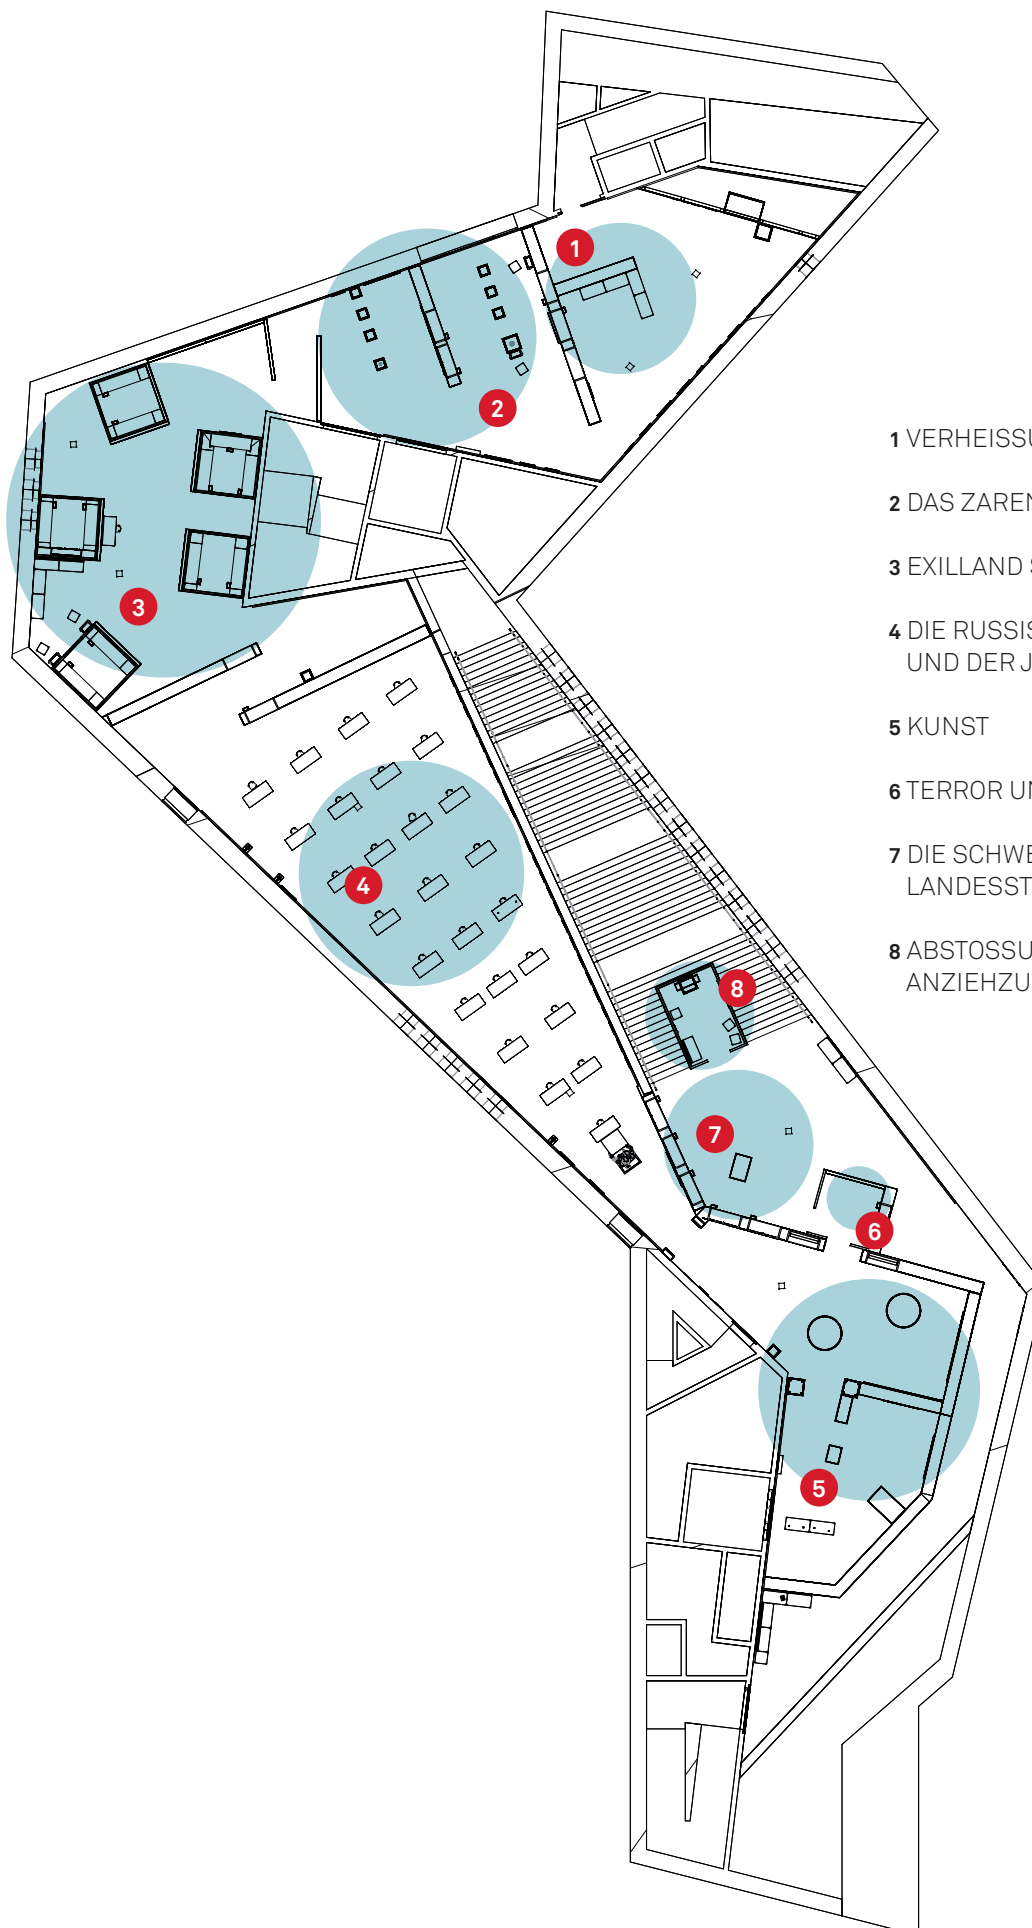 1
2
3
4
8
7
6
5
1 VERHEISSU
2 DAS ZAREN
3 EXILLAND S
4 DIE RUSSIS
UND DER J
5 KUNST
6 TERROR UN
7 DIE SCHWE
LANDESST
8 ABSTOSSU
ANZIEHZU